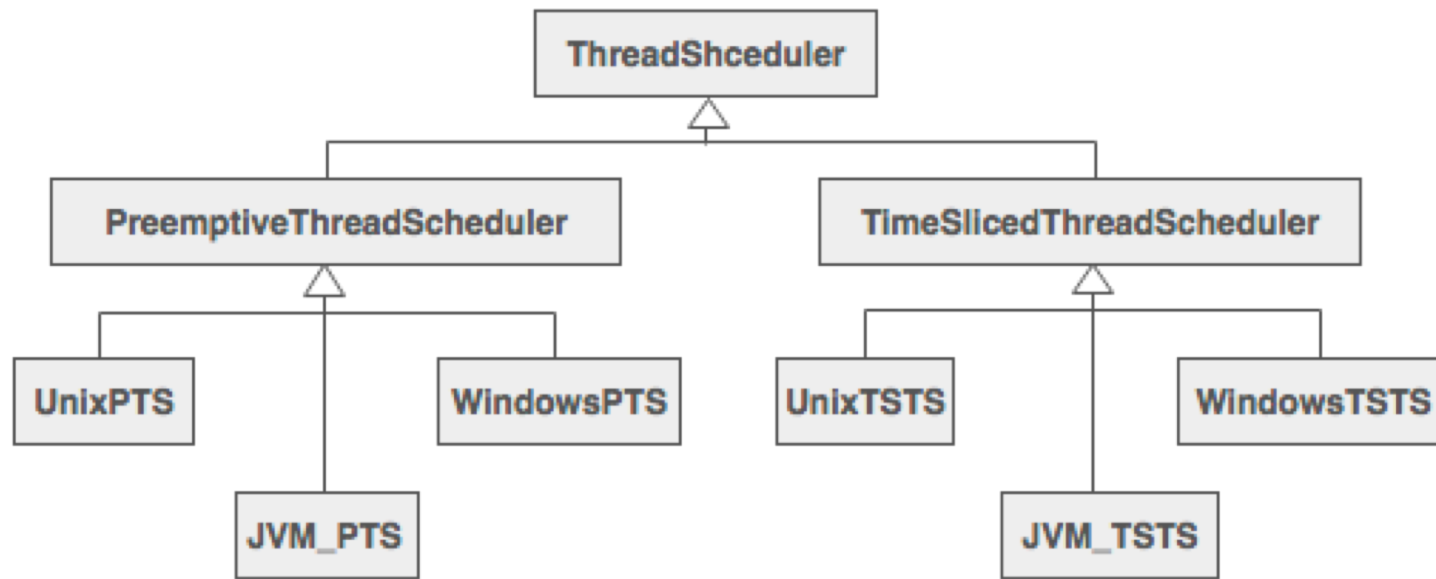 ThreadShceduler
PreemptiveThreadScheduler
TimeSlicedThreadScheduler
UnixPTS
WindowsPTS
UnixTSTS
WindowsTSTS
JVM_PTS
JVM_TSTS